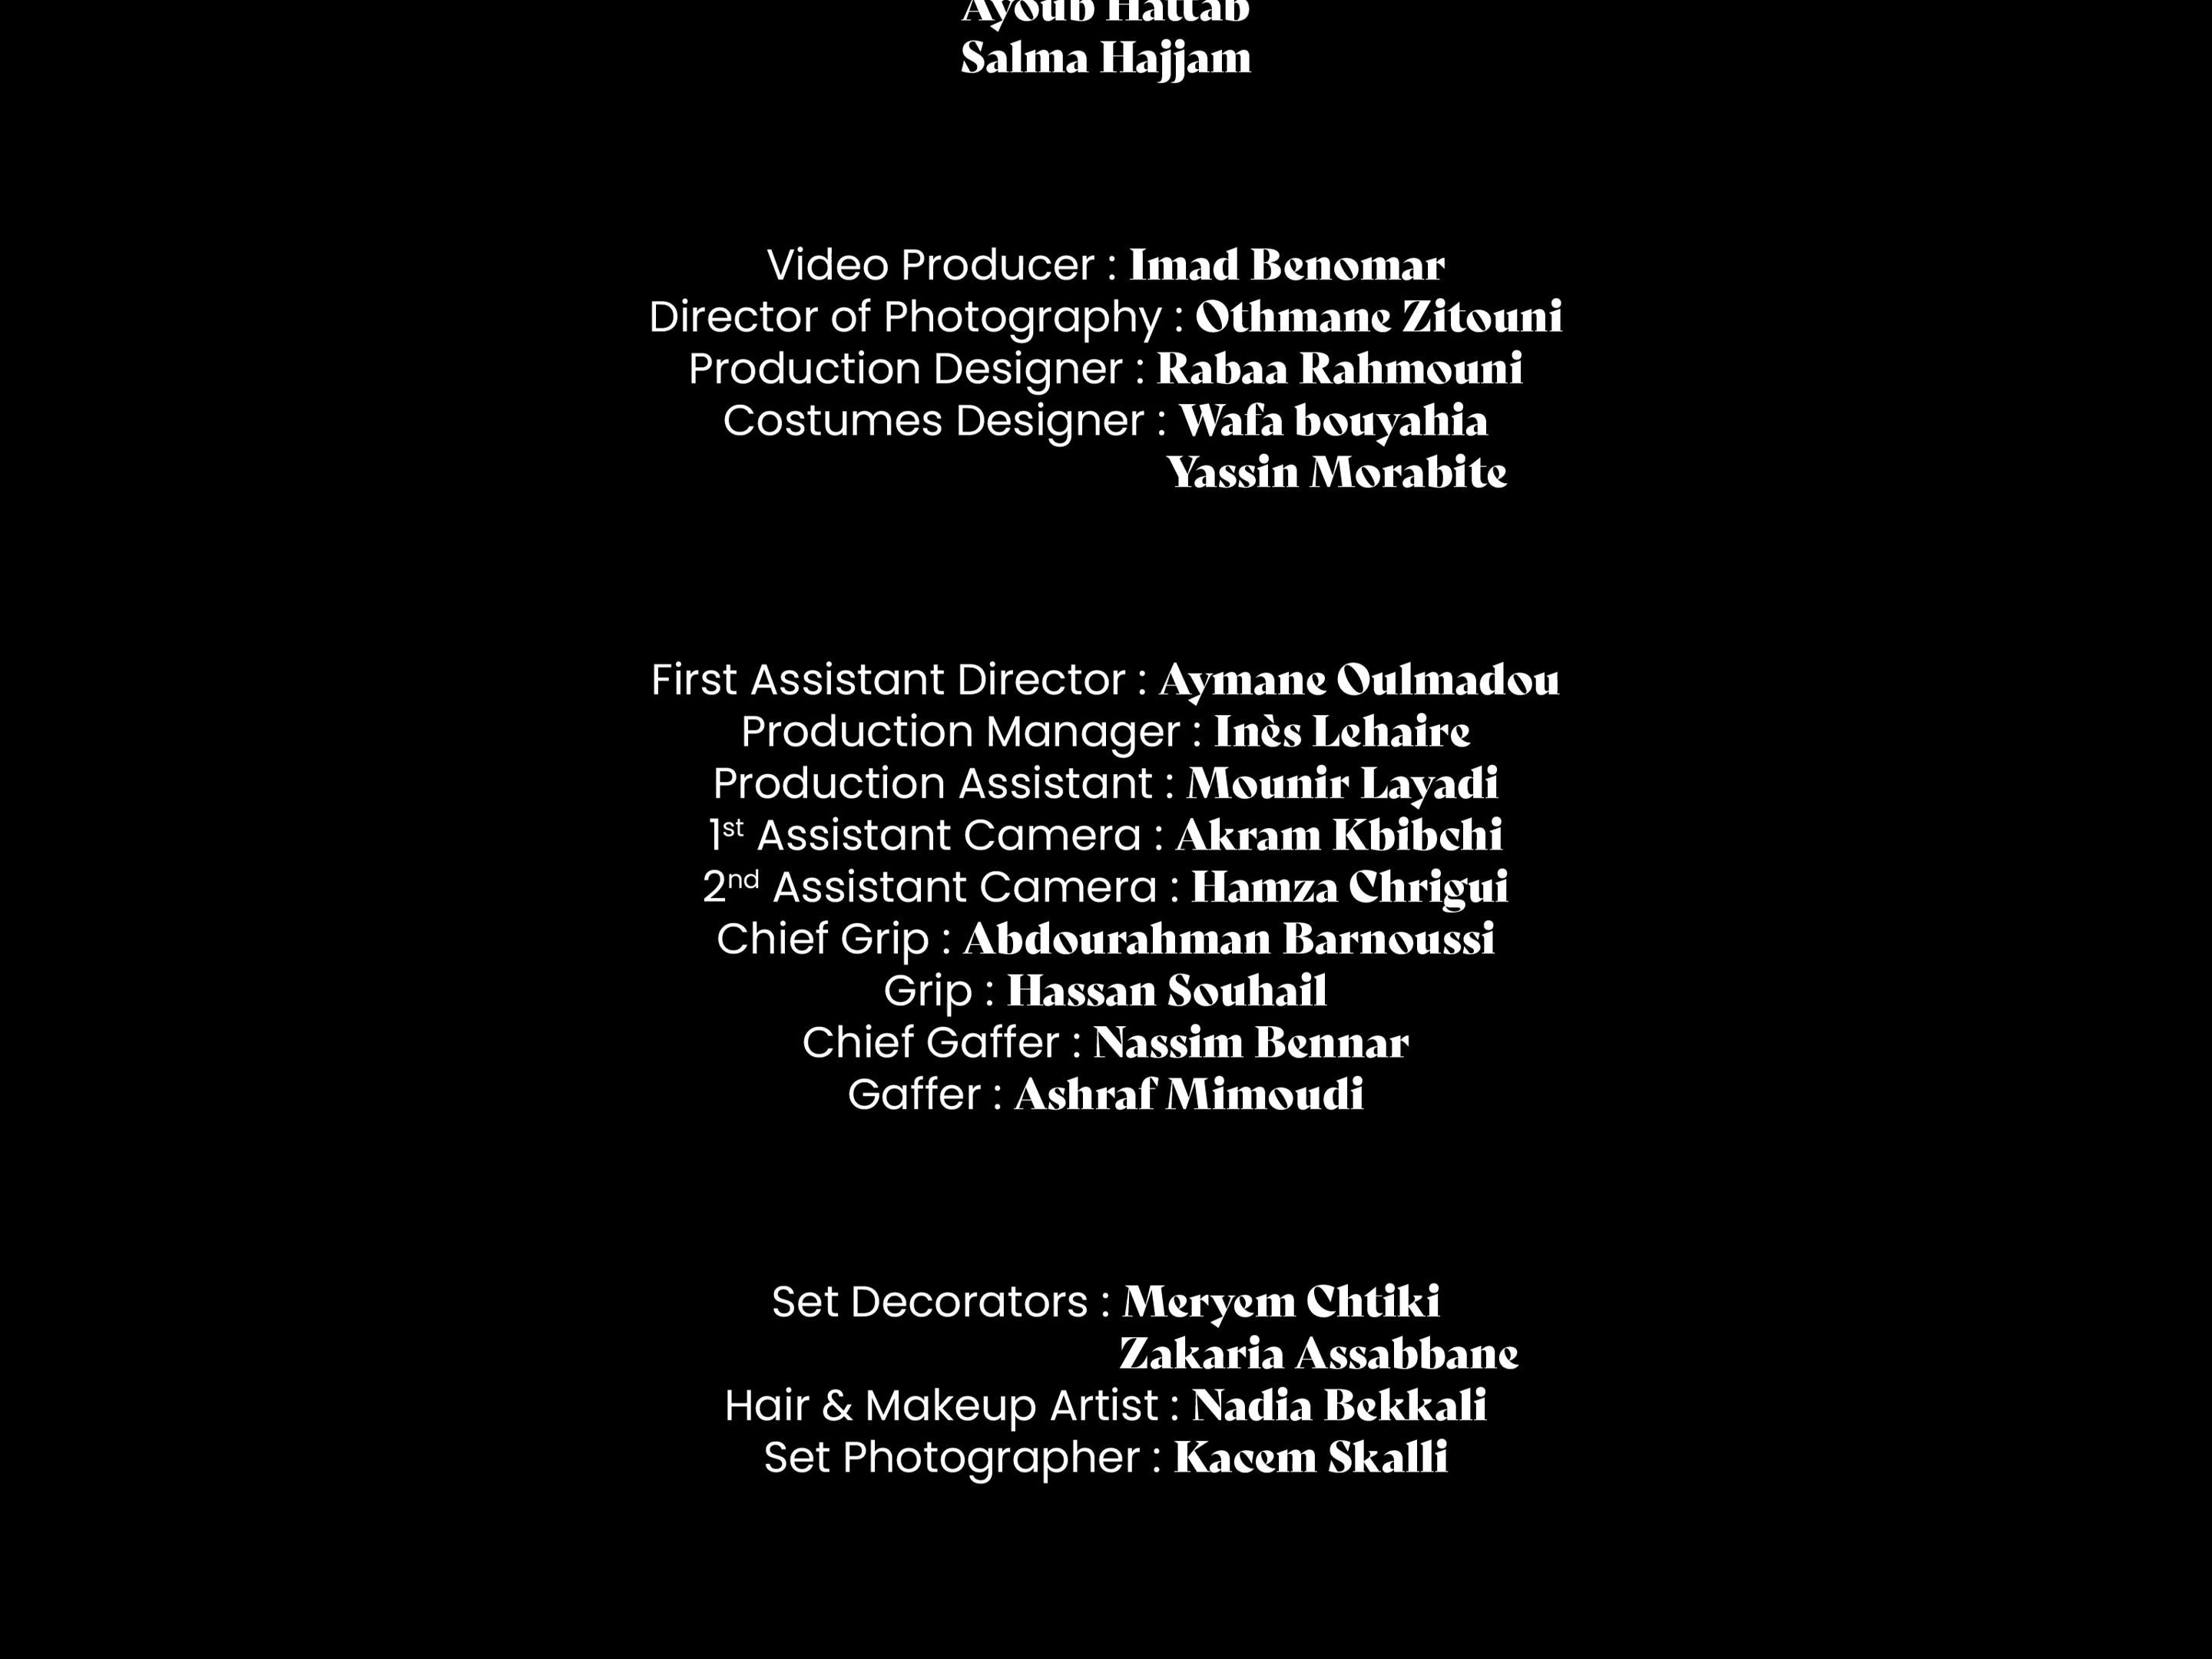 Ayoub Hattab
Salma Hajjam
Video Producer : Imad Benomar
Director of Photography : Othmane Zitouni
Production Designer : Rabaa Rahmouni
Costumes Designer : Wafa bouyahia
Yassin Morabite
First Assistant Director : Aymane Oulmadou
Production Manager : Inès Lehaire
Production Assistant : Mounir Layadi
1st Assistant Camera : Akram Kbibchi
2nd Assistant Camera : Hamza Chrigui
Chief Grip : Abdourahman Barnoussi
Grip : Hassan Souhail
Chief Gaffer : Nassim Bennar
Gaffer : Ashraf Mimoudi
Set Decorators : Meryem Chtiki
Zakaria Assabbane
Hair & Makeup Artist : Nadia Bekkali
Set Photographer : Kacem Skalli